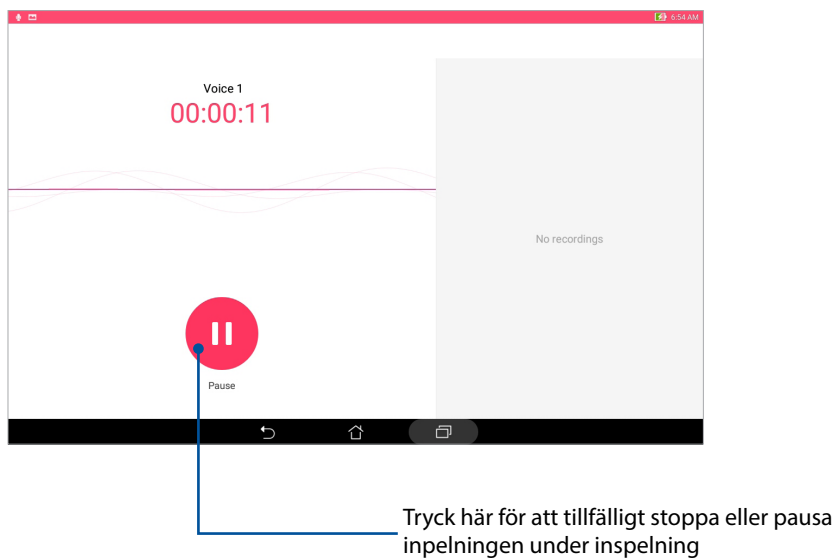 6:54 AM
Voice 1
00:00:11
No recordings
Pause
Tryck här för att tillfälligt stoppa eller pausa
inpelningen under inspelning